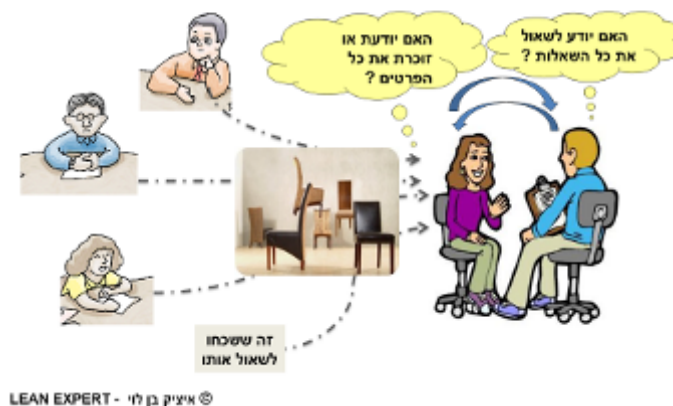 האם יודע לשאול
את כל השאלות ?
האם יודעת או
זוכרת את כל
הפרטים ?
זה ששכחו
לשאול אותו
LEAN EXPERT - איציק בן לוי ©